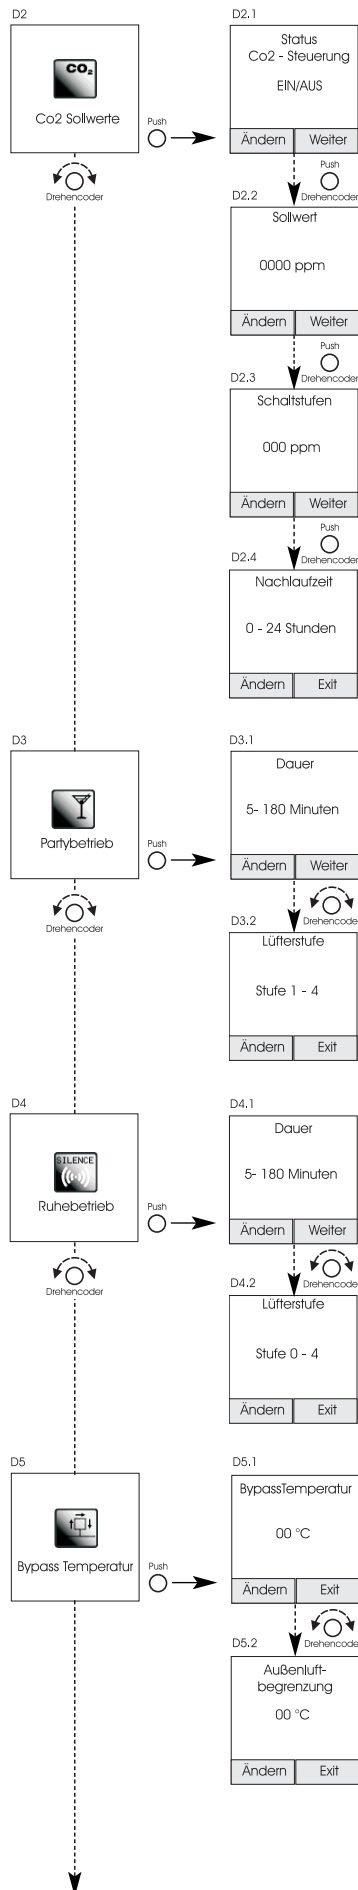 D2
CO2
Co2 Sollwerte
Push
Drehencoder
D2.1
Status
Co2 - Steuerung
EIN/AUS
Ändern Weiter
Push
Drehencoder
D2.2
Sollwert
0000 ppm
Ändern Weiter
Push
Drehencoder
D2.3
Schaltstufen
000 ppm
Ändern Weiter
Push
Drehencoder
D2.4
Nachlaufzeit
0 - 24 Stunden
Ändern Exit
D3
Partybetrieb
Push
Drehencoder
D3.1
Dauer
5- 180 Minuten
Ändern Weiter
Drehencode
D3.2
Lüfterstufe
Stufe 1 - 4
Ändern Exit
D4
SILENCE
Ruhebetrieb
Push
Drehencoder
D4.1
Dauer
5- 180 Minuten
Ändern Weiter
Drehencode
D4.2
Lüfterstufe
Stufe 0 - 4
Ändern Exit
D5
Bypass Temperatur
Push
D5.1
BypassTemperatur
00 °C
Ändern Exit
Drehencoder
D5.2
Außenluft-
begrenzung
00 °C
Ändern Exit